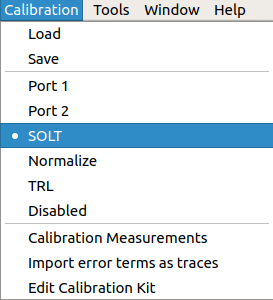 Calibration Tools Window Help
Load
Save
Port 1
Port 2
SOLT
Normalize
TRL
Disabled
Calibration Measurements
Import error terms as traces
Edit Calibration Kit